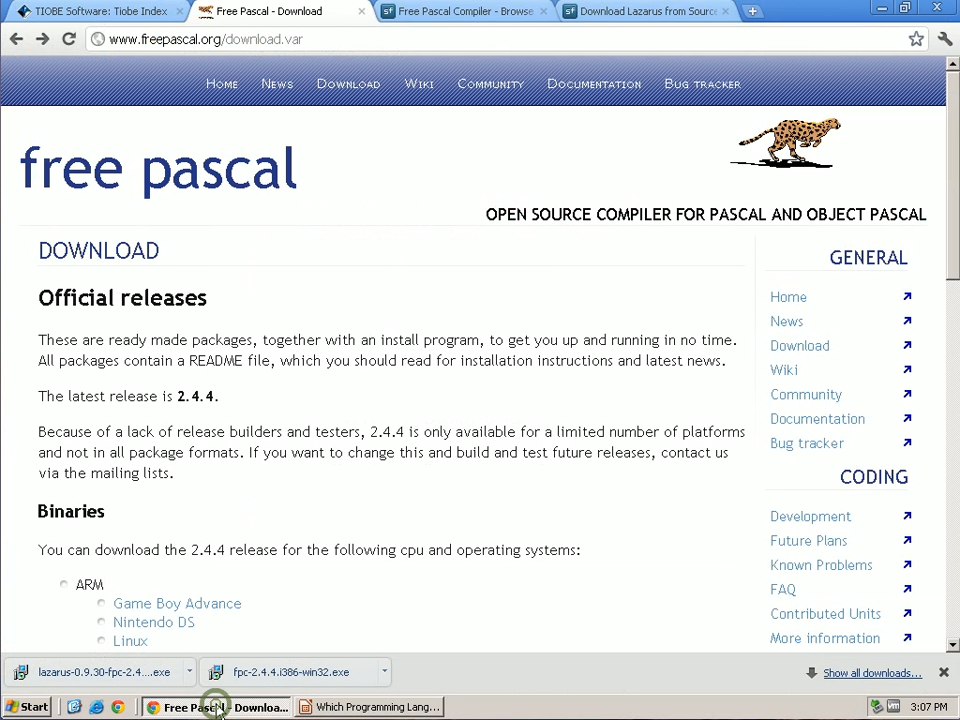 TIOBE Software: Tiobe Index
Free Pascal - Download
sf Free Pascal Compiler - Browse
sf Download Lazarus from Sourc
www.freepascal.org/download.var
Home News Download Wiki Community Documentation Bug tracker
free pascal
OPEN SOURCE COMPILER FOR PASCAL AND OBJECT PASCAL
DOWNLOAD
Official releases
These are ready made packages, together with an install program, to get you up and running in no time.
All packages contain a README file, which you should read for installation instructions and latest news.
The latest release is 2.4.4.
Because of a lack of release builders and testers, 2.4.4 is only available for a limited number of platforms
and not in all package formats. If you want to change this and build and test future releases, contact us
via the mailing lists.
Binaries
You can download the 2.4.4 release for the following cpu and operating systems:
ARM
Game Boy Advance
Nintendo DS
Linux
GENERAL
Home
News
Download
Wiki
Community
Documentation
Bug tracker
CODING
Development
Future Plans
Known Problems
FAQ
Contributed Units
More information
lazarus-0.9.30-fpc-2.4....exe
fpc-2.4.4.i386-win32.exe
Show all downloads...
Start
Free Pascal - Downloa...
Which Programming Lang...
3:07 PM